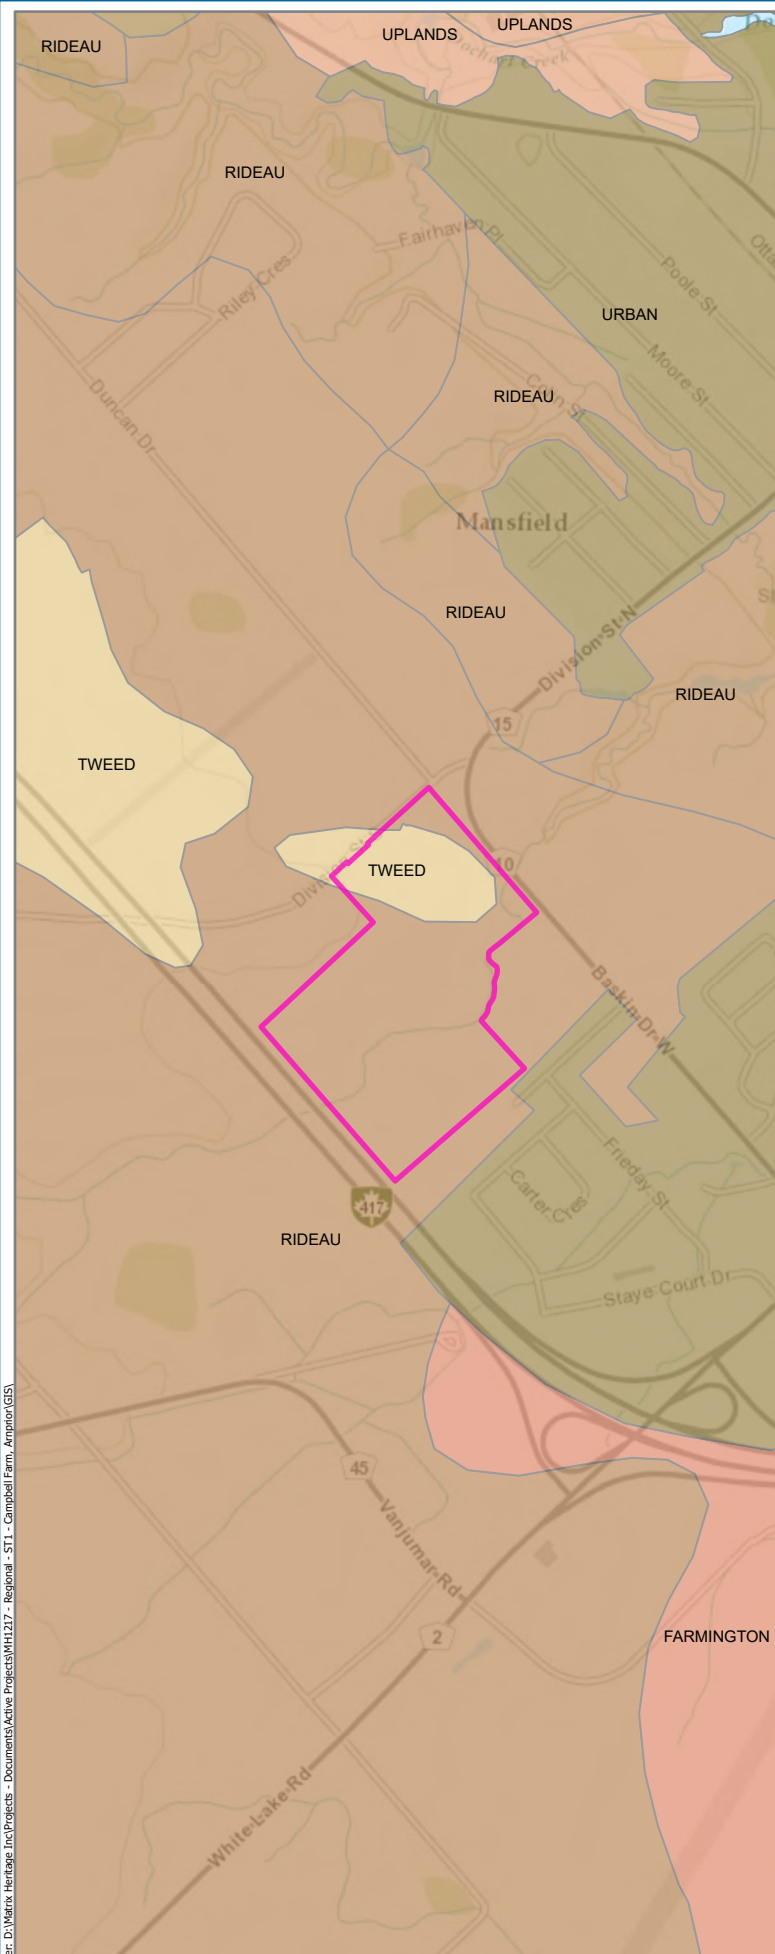 RIDEAU
UPLANDS
UPLANDS
Dochart Creek
RIDEAU
Fairhaven Pl
Riley Cres
Poole St
URBAN
Moore St
Duncan Dr
RIDEAU
Mansfield
RIDEAU
Division St N
RIDEAU
15
TWEED
TWEED
10
Baskin Dr W
Frieday St
Carter Cres
417
RIDEAU
Staye Court Dr
45
Vanjumar Rd
2
FARMINGTON
White Lake Rd
D:\Matrix Heritage Inc\Projects - Documents\Active Projects\MH1217 - Regional - ST1 - Campbell Farm, Arnprior\GIS\